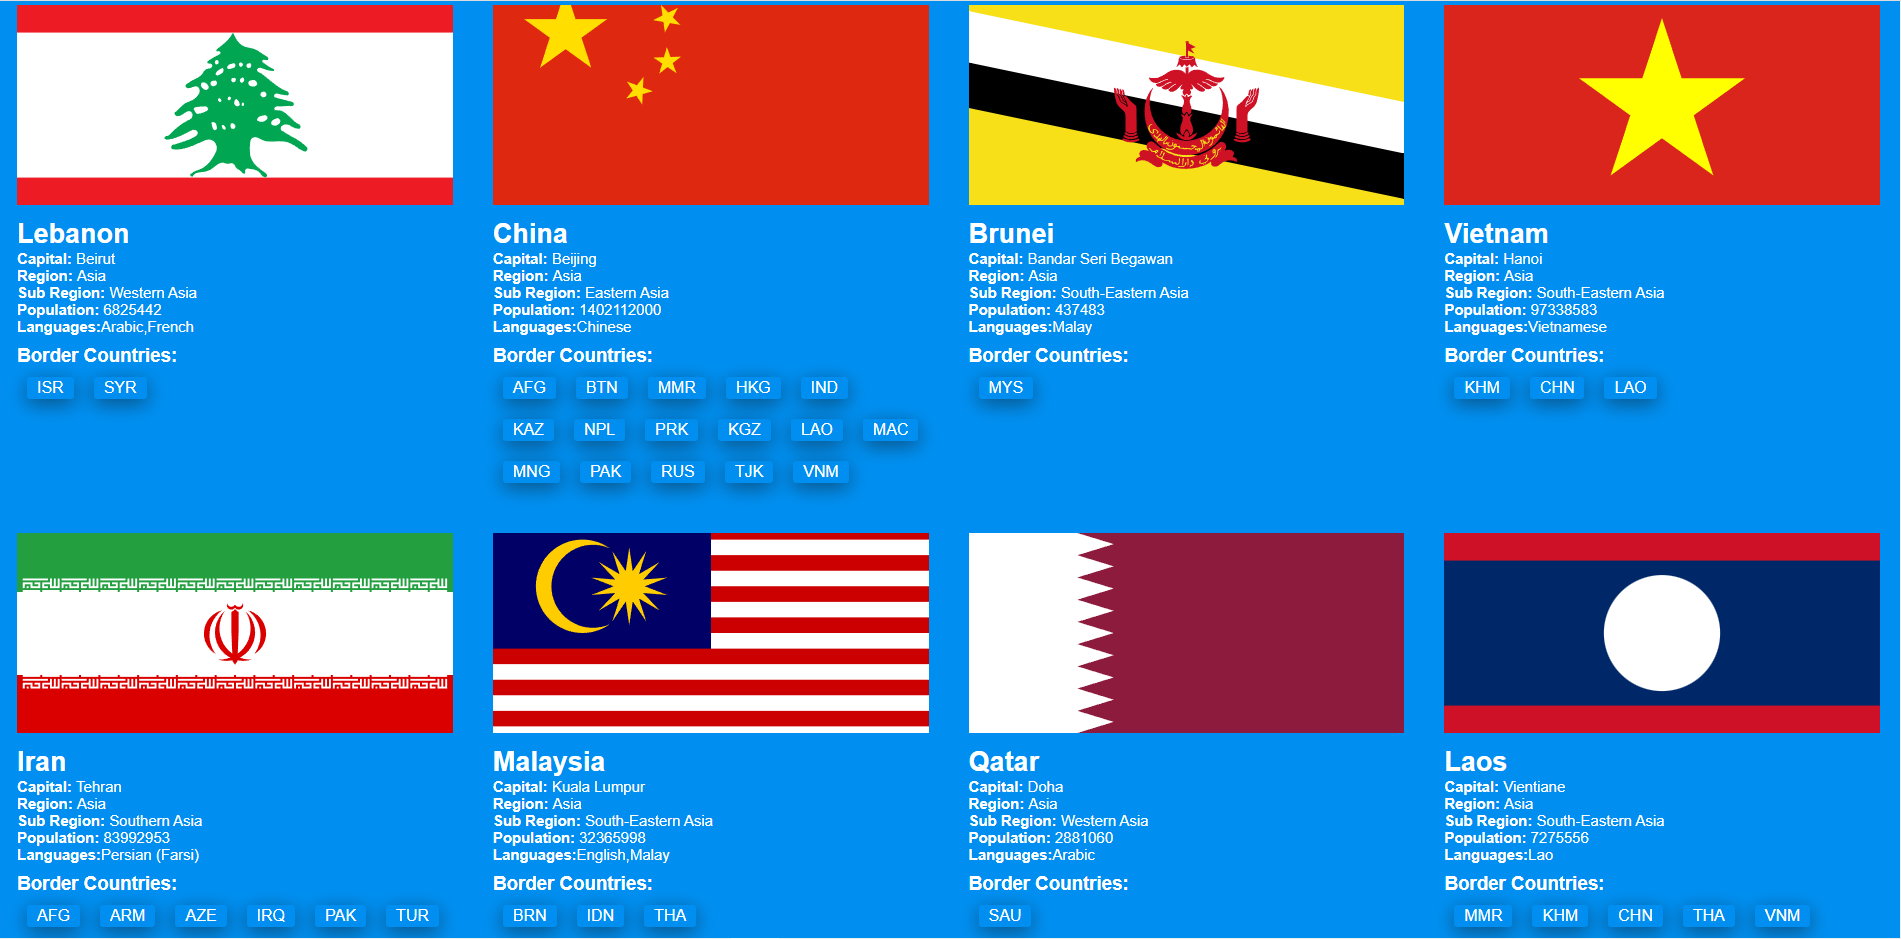 Lebanon
Capital: Beirut
Region: Asia
Sub Region: Western Asia
Population: 6825442
Languages:Arabic,French
Border Countries:
ISR SYR
China
Capital: Beijing
Region: Asia
Sub Region: Eastern Asia
Population: 1402112000
Languages:Chinese
Border Countries:
AFG BTN MMR HKG IND
KAZ NPL PRK KGZ LAO MAC
MNG PAK RUS TJK VNM
Brunei
Capital: Bandar Seri Begawan
Region: Asia
Sub Region: South-Eastern Asia
Population: 437483
Languages:Malay
Border Countries:
MYS
Vietnam
Capital: Hanoi
Region: Asia
Sub Region: South-Eastern Asia
Population: 97338583
Languages:Vietnamese
Border Countries:
KHM CHN LAO
Iran
Capital: Tehran
Region: Asia
Sub Region: Southern Asia
Population: 83992953
Languages:Persian (Farsi)
Border Countries:
AFG ARM AZE IRQ PAK TUR
Malaysia
Capital: Kuala Lumpur
Region: Asia
Sub Region: South-Eastern Asia
Population: 32365998
Languages:English,Malay
Border Countries:
BRN IDN THA
Qatar
Capital: Doha
Region: Asia
Sub Region: Western Asia
Population: 2881060
Languages:Arabic
Border Countries:
SAU
Laos
Capital: Vientiane
Region: Asia
Sub Region: South-Eastern Asia
Population: 7275556
Languages:Lao
Border Countries:
MMR KHM CHN THA VNM